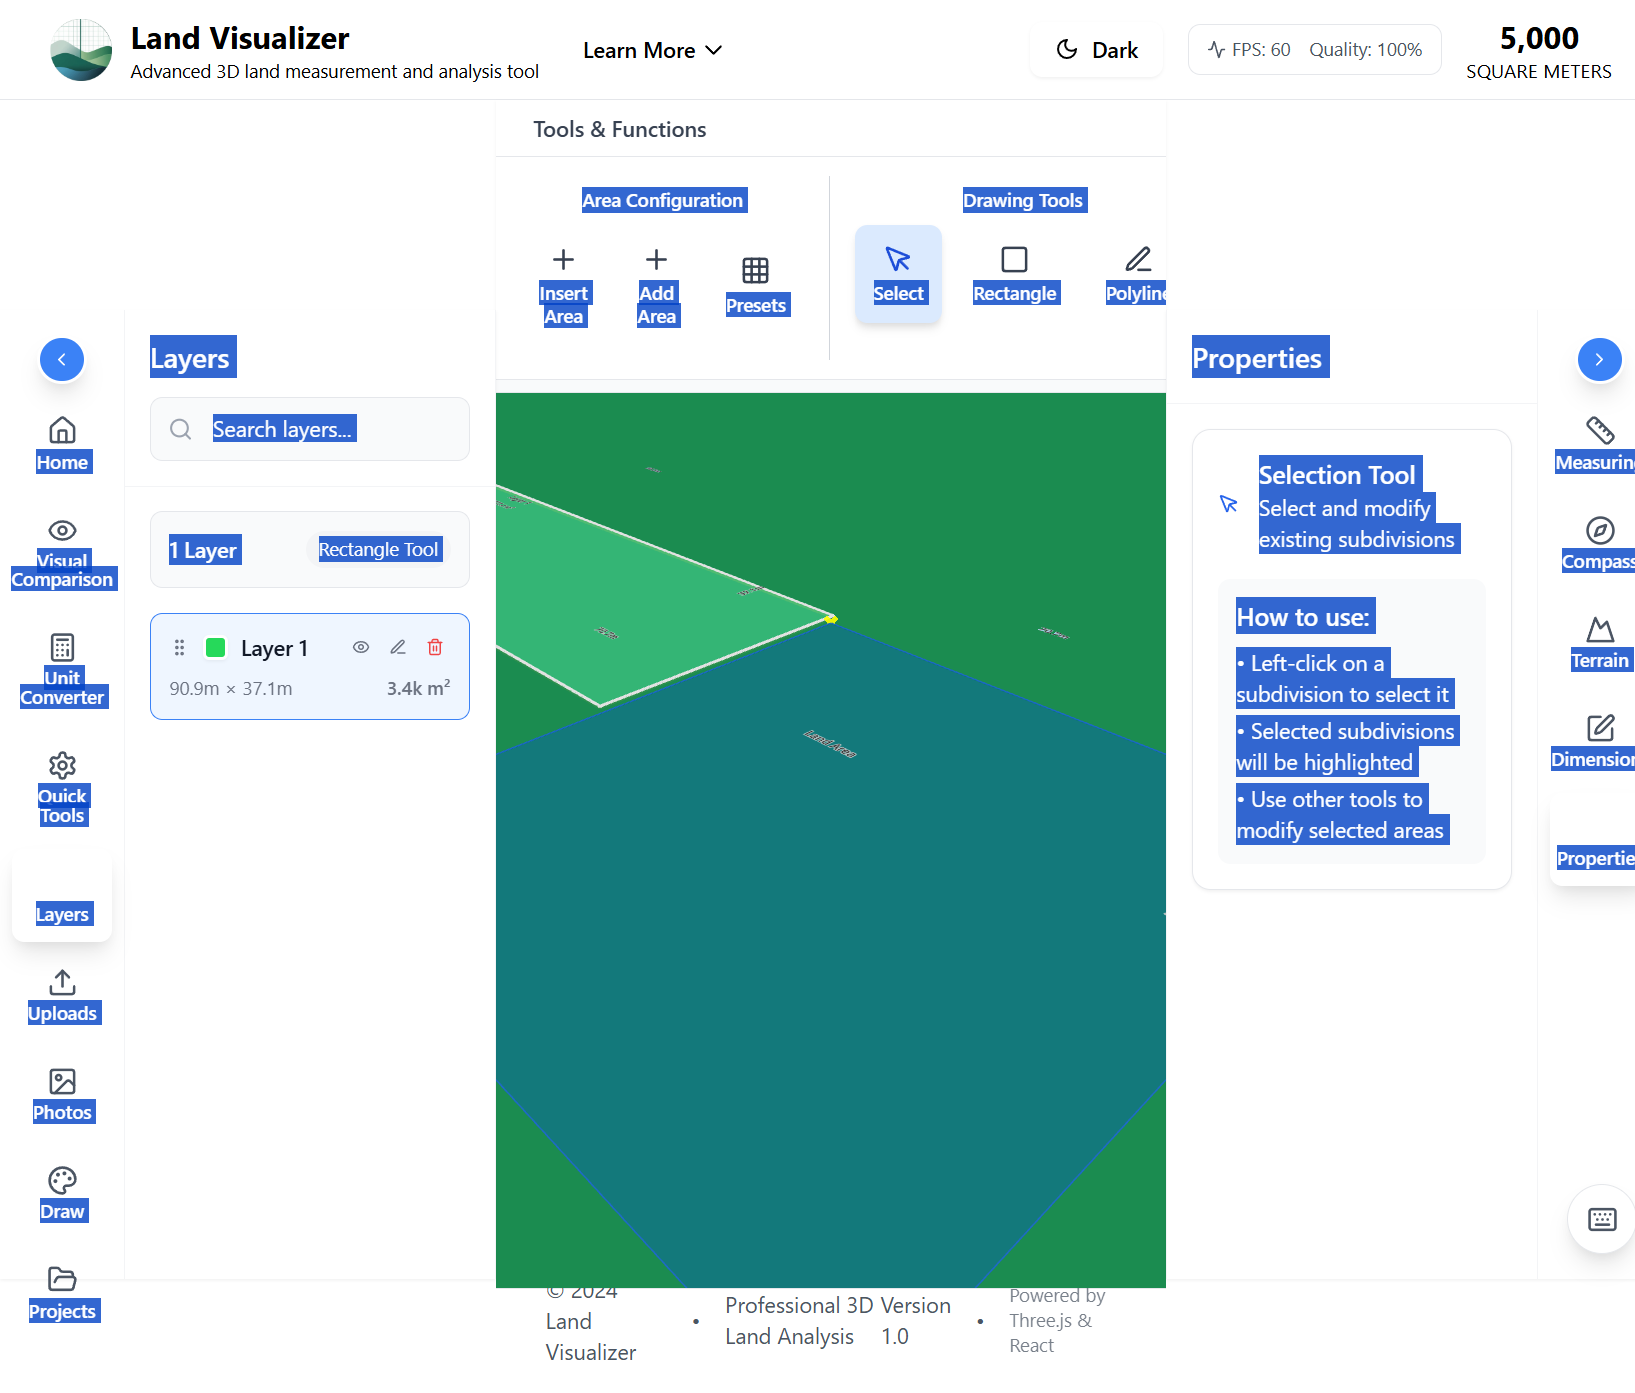 Land Visualizer
Advanced 3D land measurement and analysis tool
Learn More
Dark
FPS: 60
Quality: 100%
5,000
SQUARE METERS
Tools & Functions
Area Configuration
Insert
Area
Add
Area
Presets
Drawing Tools
Select
Rectangle
Polyline
Home
Visual
Comparison
Unit
Converter
Quick
Tools
Layers
Uploads
Photos
Draw
Projects
Layers
Search layers...
1 Layer
Rectangle Tool
Layer 1
90.9m × 37.1m
3.4k m²
Land Area
Properties
Selection Tool
Select and modify
existing subdivisions
How to use:
• Left-click on a
subdivision to select it
• Selected subdivisions
will be highlighted
• Use other tools to
modify selected areas
Measurin
Compass
Terrain
Dimension
Propertie
© 2024
Land
Visualizer
•
Professional 3D
Land Analysis
Version
1.0
•
Powered by
Three.js &
React